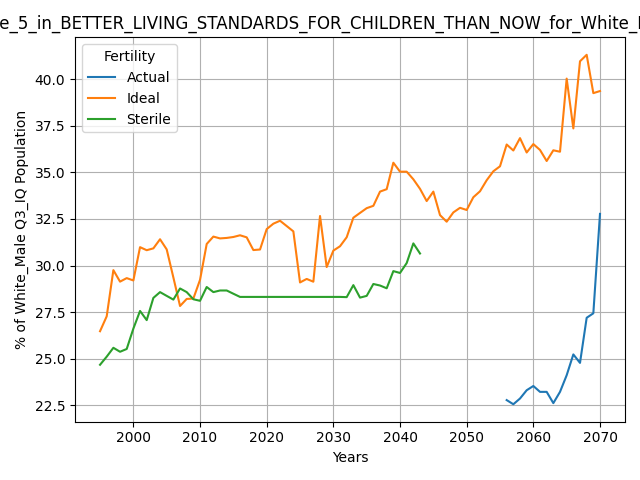 e_5_in_BETTER_LIVING_STANDARDS_FOR_CHILDREN_THAN_NOW_for_White_
Fertility
Actual
Ideal
Sterile
% of White_Male Q3_IQ Population
40.0
37.5
35.0
32.5
30.0
27.5
25.0
22.5
2000
2010
2020
2030
2040
2050
2060
2070
Years